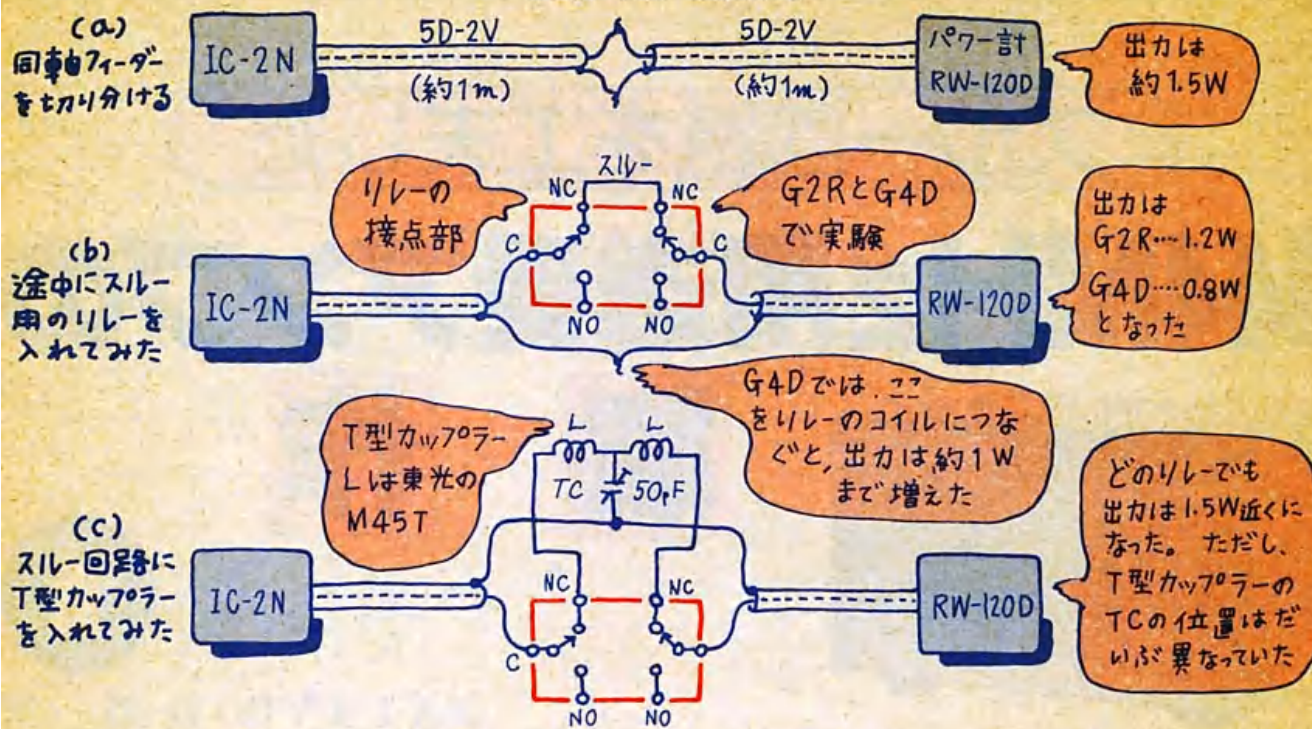 (a)
同軸フィーダー
を切り分ける
IC-2N
5D-2V
(約1m)
5D-2V
(約1m)
パワー計
RW-120D
出力は
約1.5W
(b)
途中にスルー
用のリレーを
入れてみた
IC-2N
リレーの
接点部
スルー
NC
NC
C
C
NO
NO
G2RとG4D
で実験
RW-120D
出力は
G2R‥‥1.2W
G4D‥‥0.8W
となった
G4Dでは、ここ
をリレーのコイルにつな
ぐと,出力は約1W
まで増えた
(c)
スルー回路に
T型カップラー
を入れてみた
IC-2N
T型カップラー
Lは東光の
M45T
L
L
TC
50pF
NC
NC
C
NO
NO
RW-120D
どのリレーでも
出力は1.5W近くに
なった。ただし、
T型カップラーの
TCの位置はだ
いぶ異なっていた